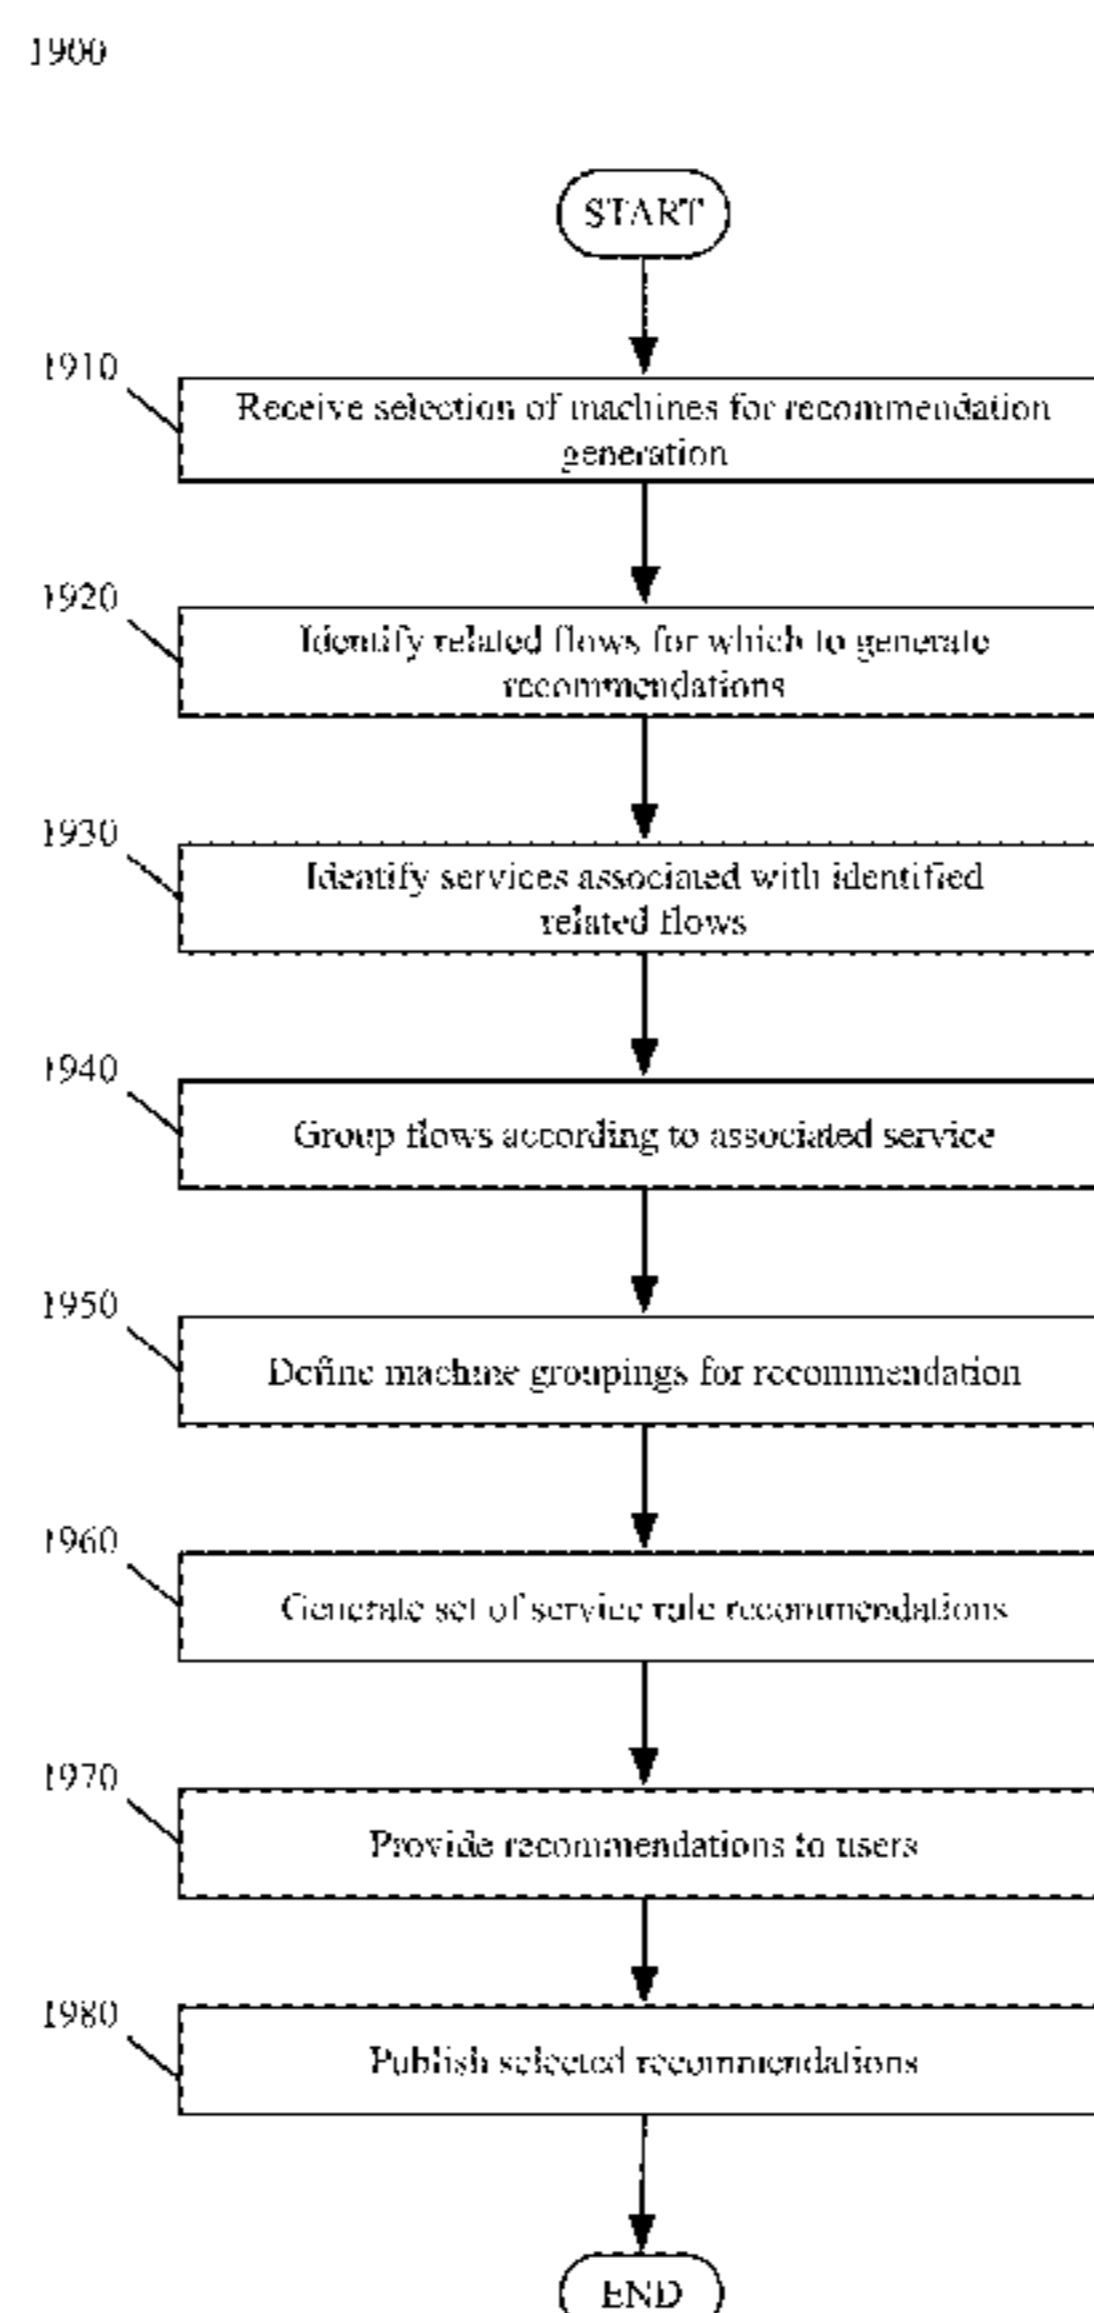 1900
START
1910
Receive selection of machines for recommendation
generation
1920
Identify related flows for which to generate
recommendations
1930
Identify services associated with identified
related flows
1940
Group flows according to associated service
1950
Define machine groupings for recommendation
1960
Generate set of service rule recommendations
1970
Provide recommendations to users
1980
Publish selected recommendations
END